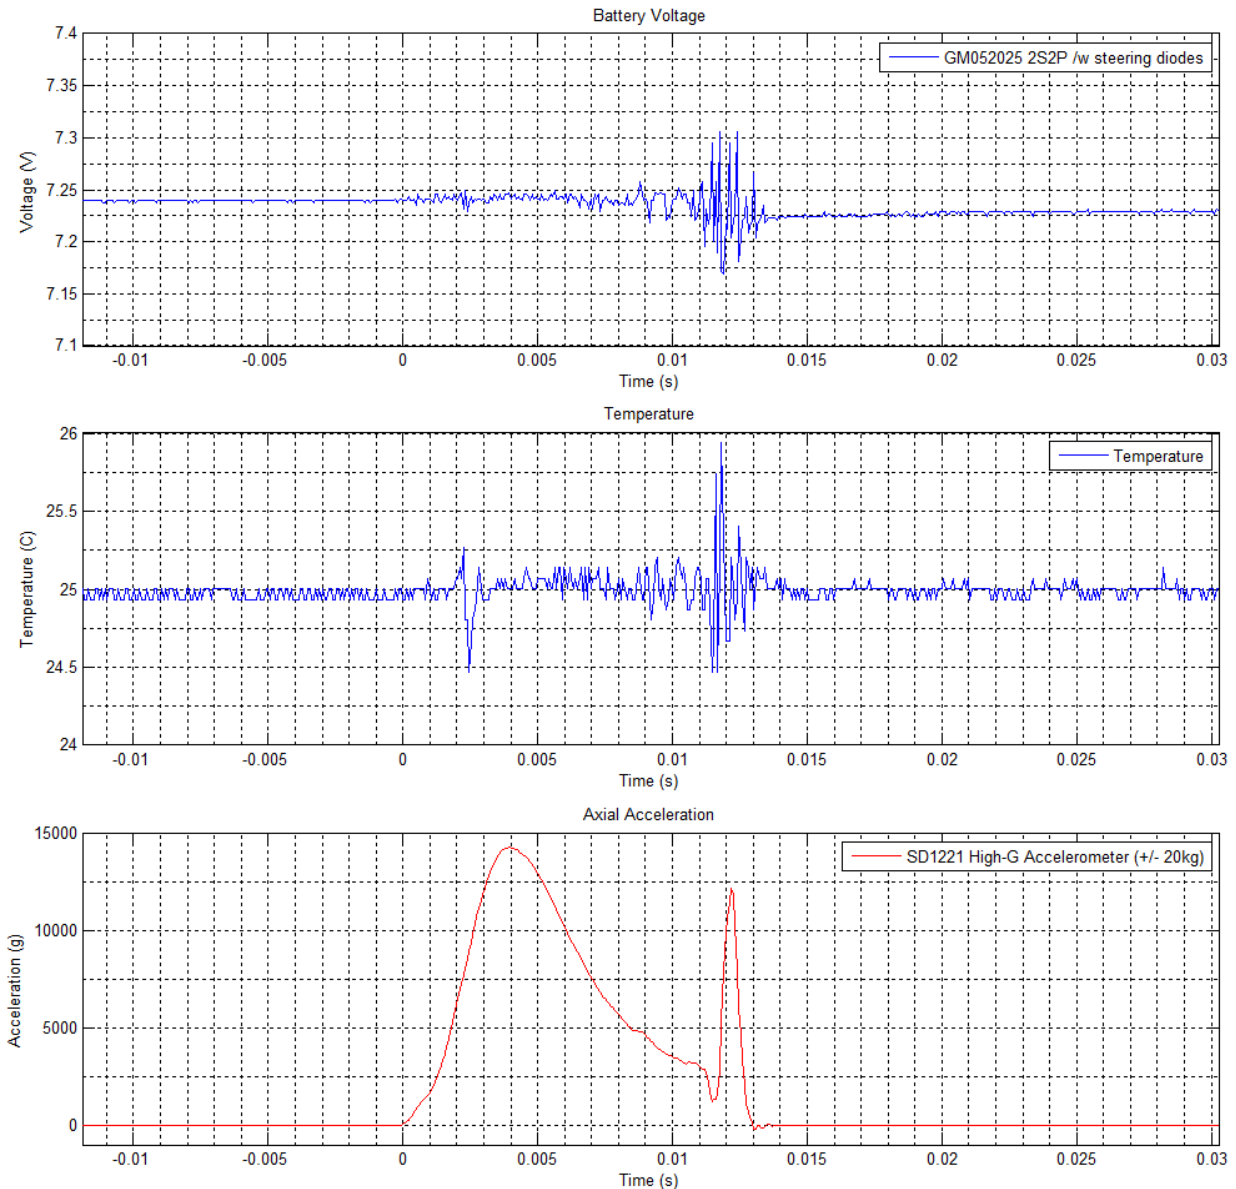 Battery Voltage
7.4
7.35
7.3
7.25
7.2
7.15
7.1
Voltage (V)
GM052025 2S2P /w steering diodes
-0.01 -0.005 0 0.005 0.01 0.015 0.02 0.025 0.03
Time (s)
Temperature
26
25.5
25
24.5
24
Temperature (C)
Temperature
-0.01 -0.005 0 0.005 0.01 0.015 0.02 0.025 0.03
Time (s)
Axial Acceleration
15000
10000
5000
0
Acceleration (g)
SD1221 High-G Accelerometer (+/- 20kg)
-0.01 -0.005 0 0.005 0.01 0.015 0.02 0.025 0.03
Time (s)